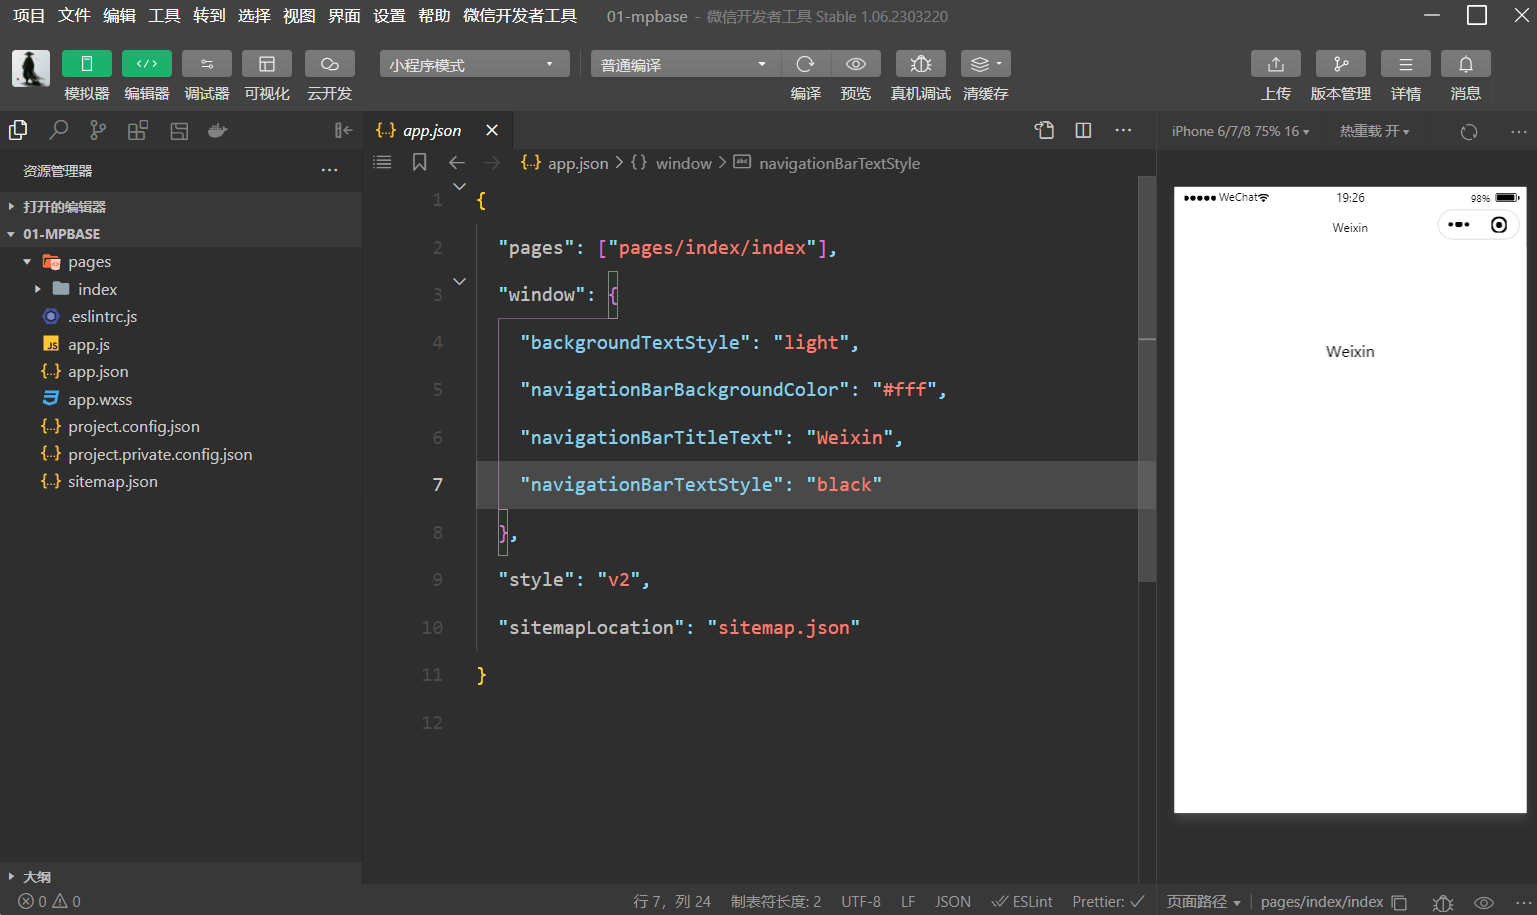 项目 文件 编辑 工具 转到 选择 视图 界面 设置 帮助 微信开发者工具 01-mpbase - 微信开发者工具 Stable 1.06.2303220
小程序模式 普通编译
模拟器 编辑器 调试器 可视化 云开发 编译 预览 真机调试 清缓存 上传 版本管理 详情 消息
资源管理器
打开的编辑器
01-MPBASE
pages
index
.eslintrc.js
app.js
app.json
app.wxss
project.config.json
project.private.config.json
sitemap.json
大纲
{..} app.json
{..} app.json > {} window > navigationBarTextStyle
1 {
2 "pages": ["pages/index/index"],
3 "window": {
4 "backgroundTextStyle": "light",
5 "navigationBarBackgroundColor": "#fff",
6 "navigationBarTitleText": "Weixin",
7 "navigationBarTextStyle": "black"
8 },
9 "style": "v2",
10 "sitemapLocation": "sitemap.json"
11 }
12
iPhone 6/7/8 75% 16 热重载 开
WeChat 19:26 98%
Weixin
Weixin
0 0 行 7，列 24 制表符长度: 2 UTF-8 LF JSON ESLint Prettier: 页面路径 pages/index/index